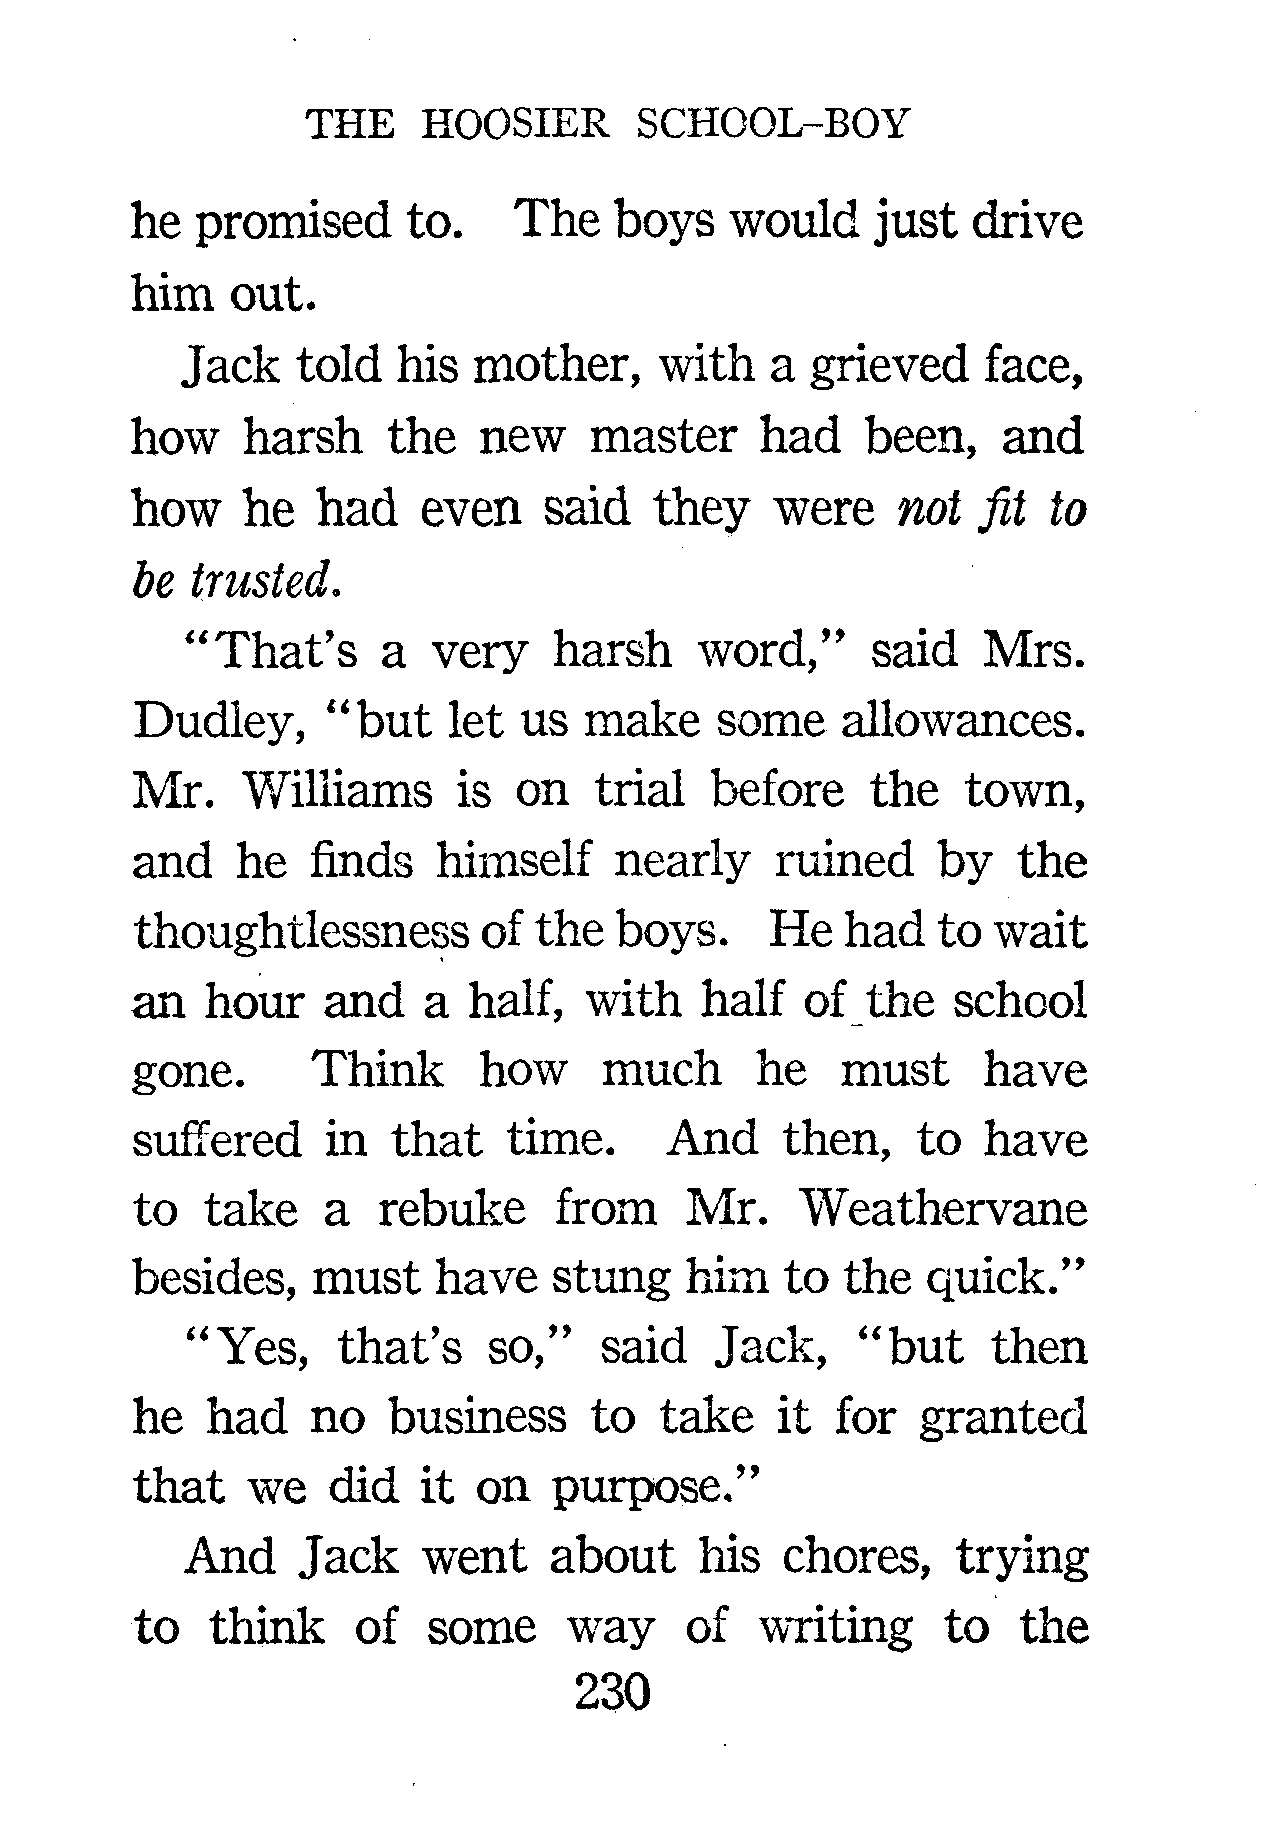 THE HOOSIER SCHOOL-BOY
he promised to. The boys would just drive
him out.
Jack told his mother, with a grieved face,
how harsh the new master had been, and
how he had even said they were not fit to
be trusted.
"That's a very harsh word," said Mrs.
Dudley, "but let us make some allowances.
Mr. Williams is on trial before the town,
and he finds himself nearly ruined by the
thoughtlessness of the boys. He had to wait
an hour and a half, with half of the school
gone. Think how much he must have
suffered in that time. And then, to have
to take a rebuke from Mr. Weathervane
besides, must have stung him to the quick."
"Yes, that's so," said Jack, "but then
he had no business to take it for granted
that we did it on purpose."
And Jack went about his chores, trying
to think of some way of writing to the
230